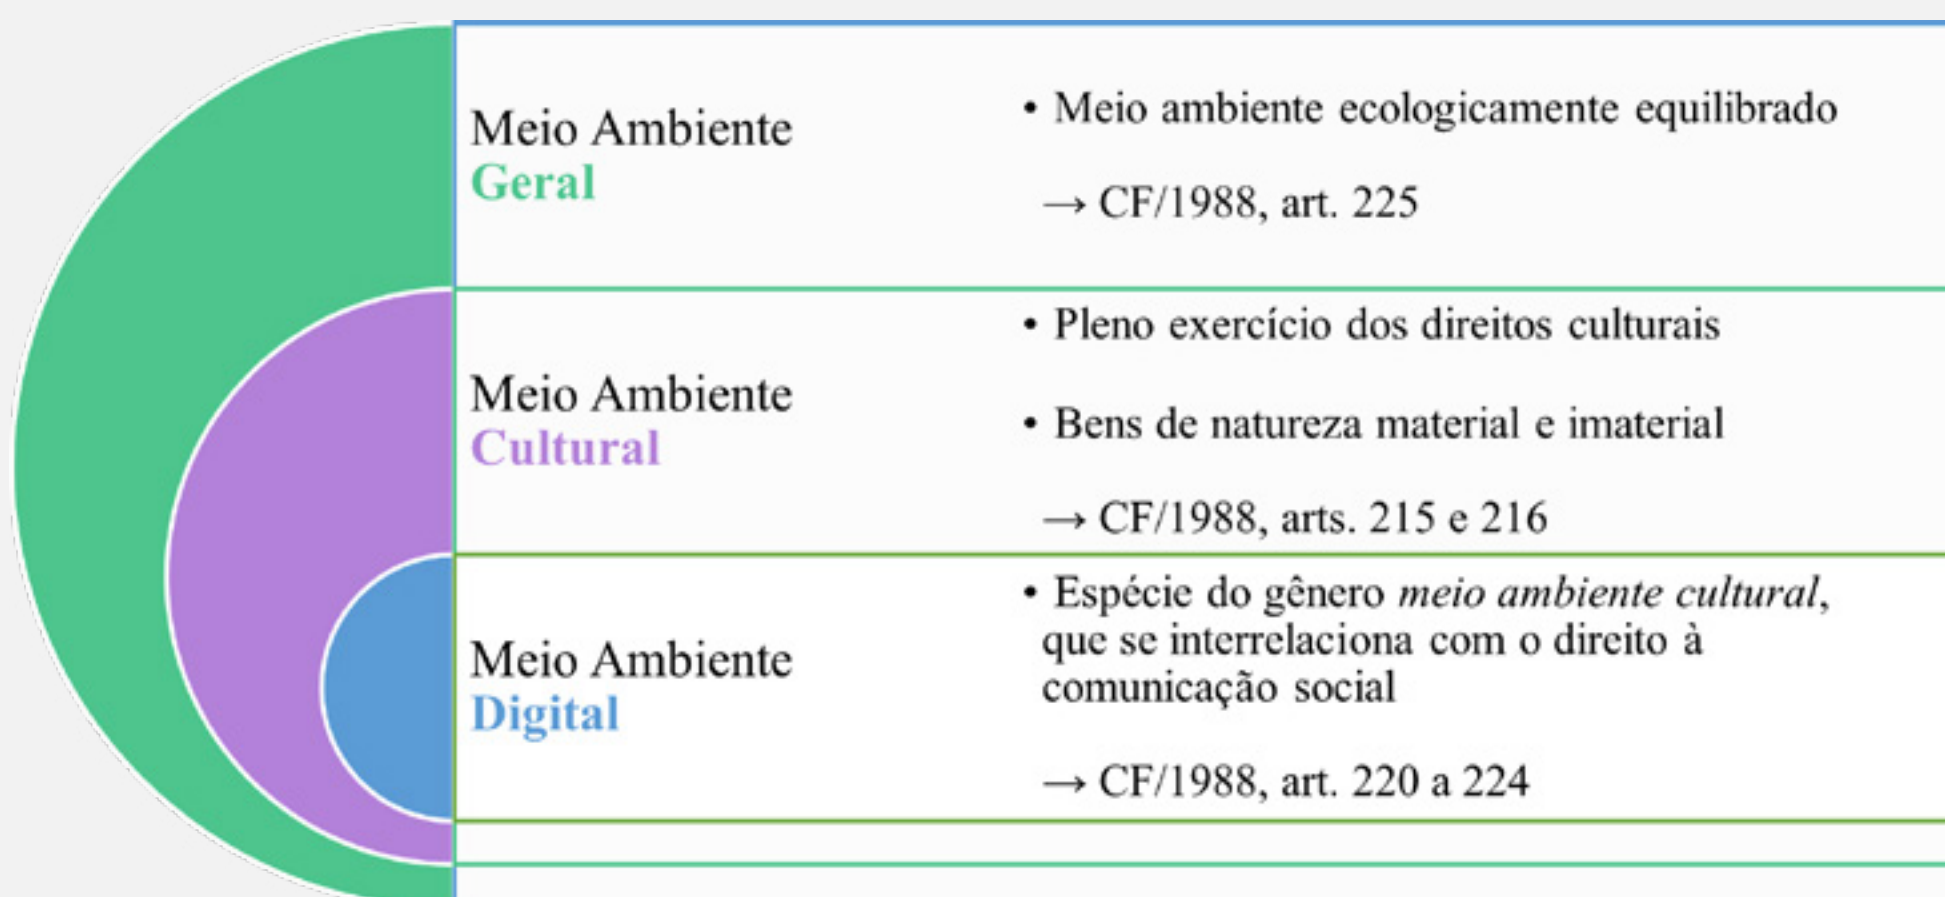 Meio Ambiente
Geral
• Meio ambiente ecologicamente equilibrado
→ CF/1988, art. 225
Meio Ambiente
Cultural
• Pleno exercício dos direitos culturais
• Bens de natureza material e imaterial
→ CF/1988, arts. 215 e 216
Meio Ambiente
Digital
• Espécie do gênero meio ambiente cultural,
que se interrelaciona com o direito à
comunicação social
→ CF/1988, art. 220 a 224